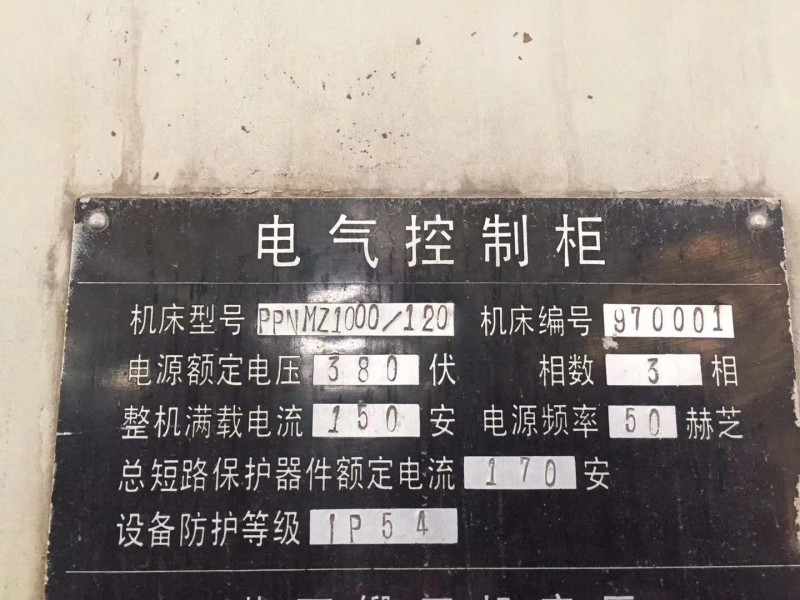 电气控制柜
机床型号 PPNMZ1000/120 机床编号 970001
电源额定电压 380 伏 相数 3 相
整机满载电流 150 安 电源频率 50 赫芝
总短路保护器件额定电流 170 安
设备防护等级 IP54